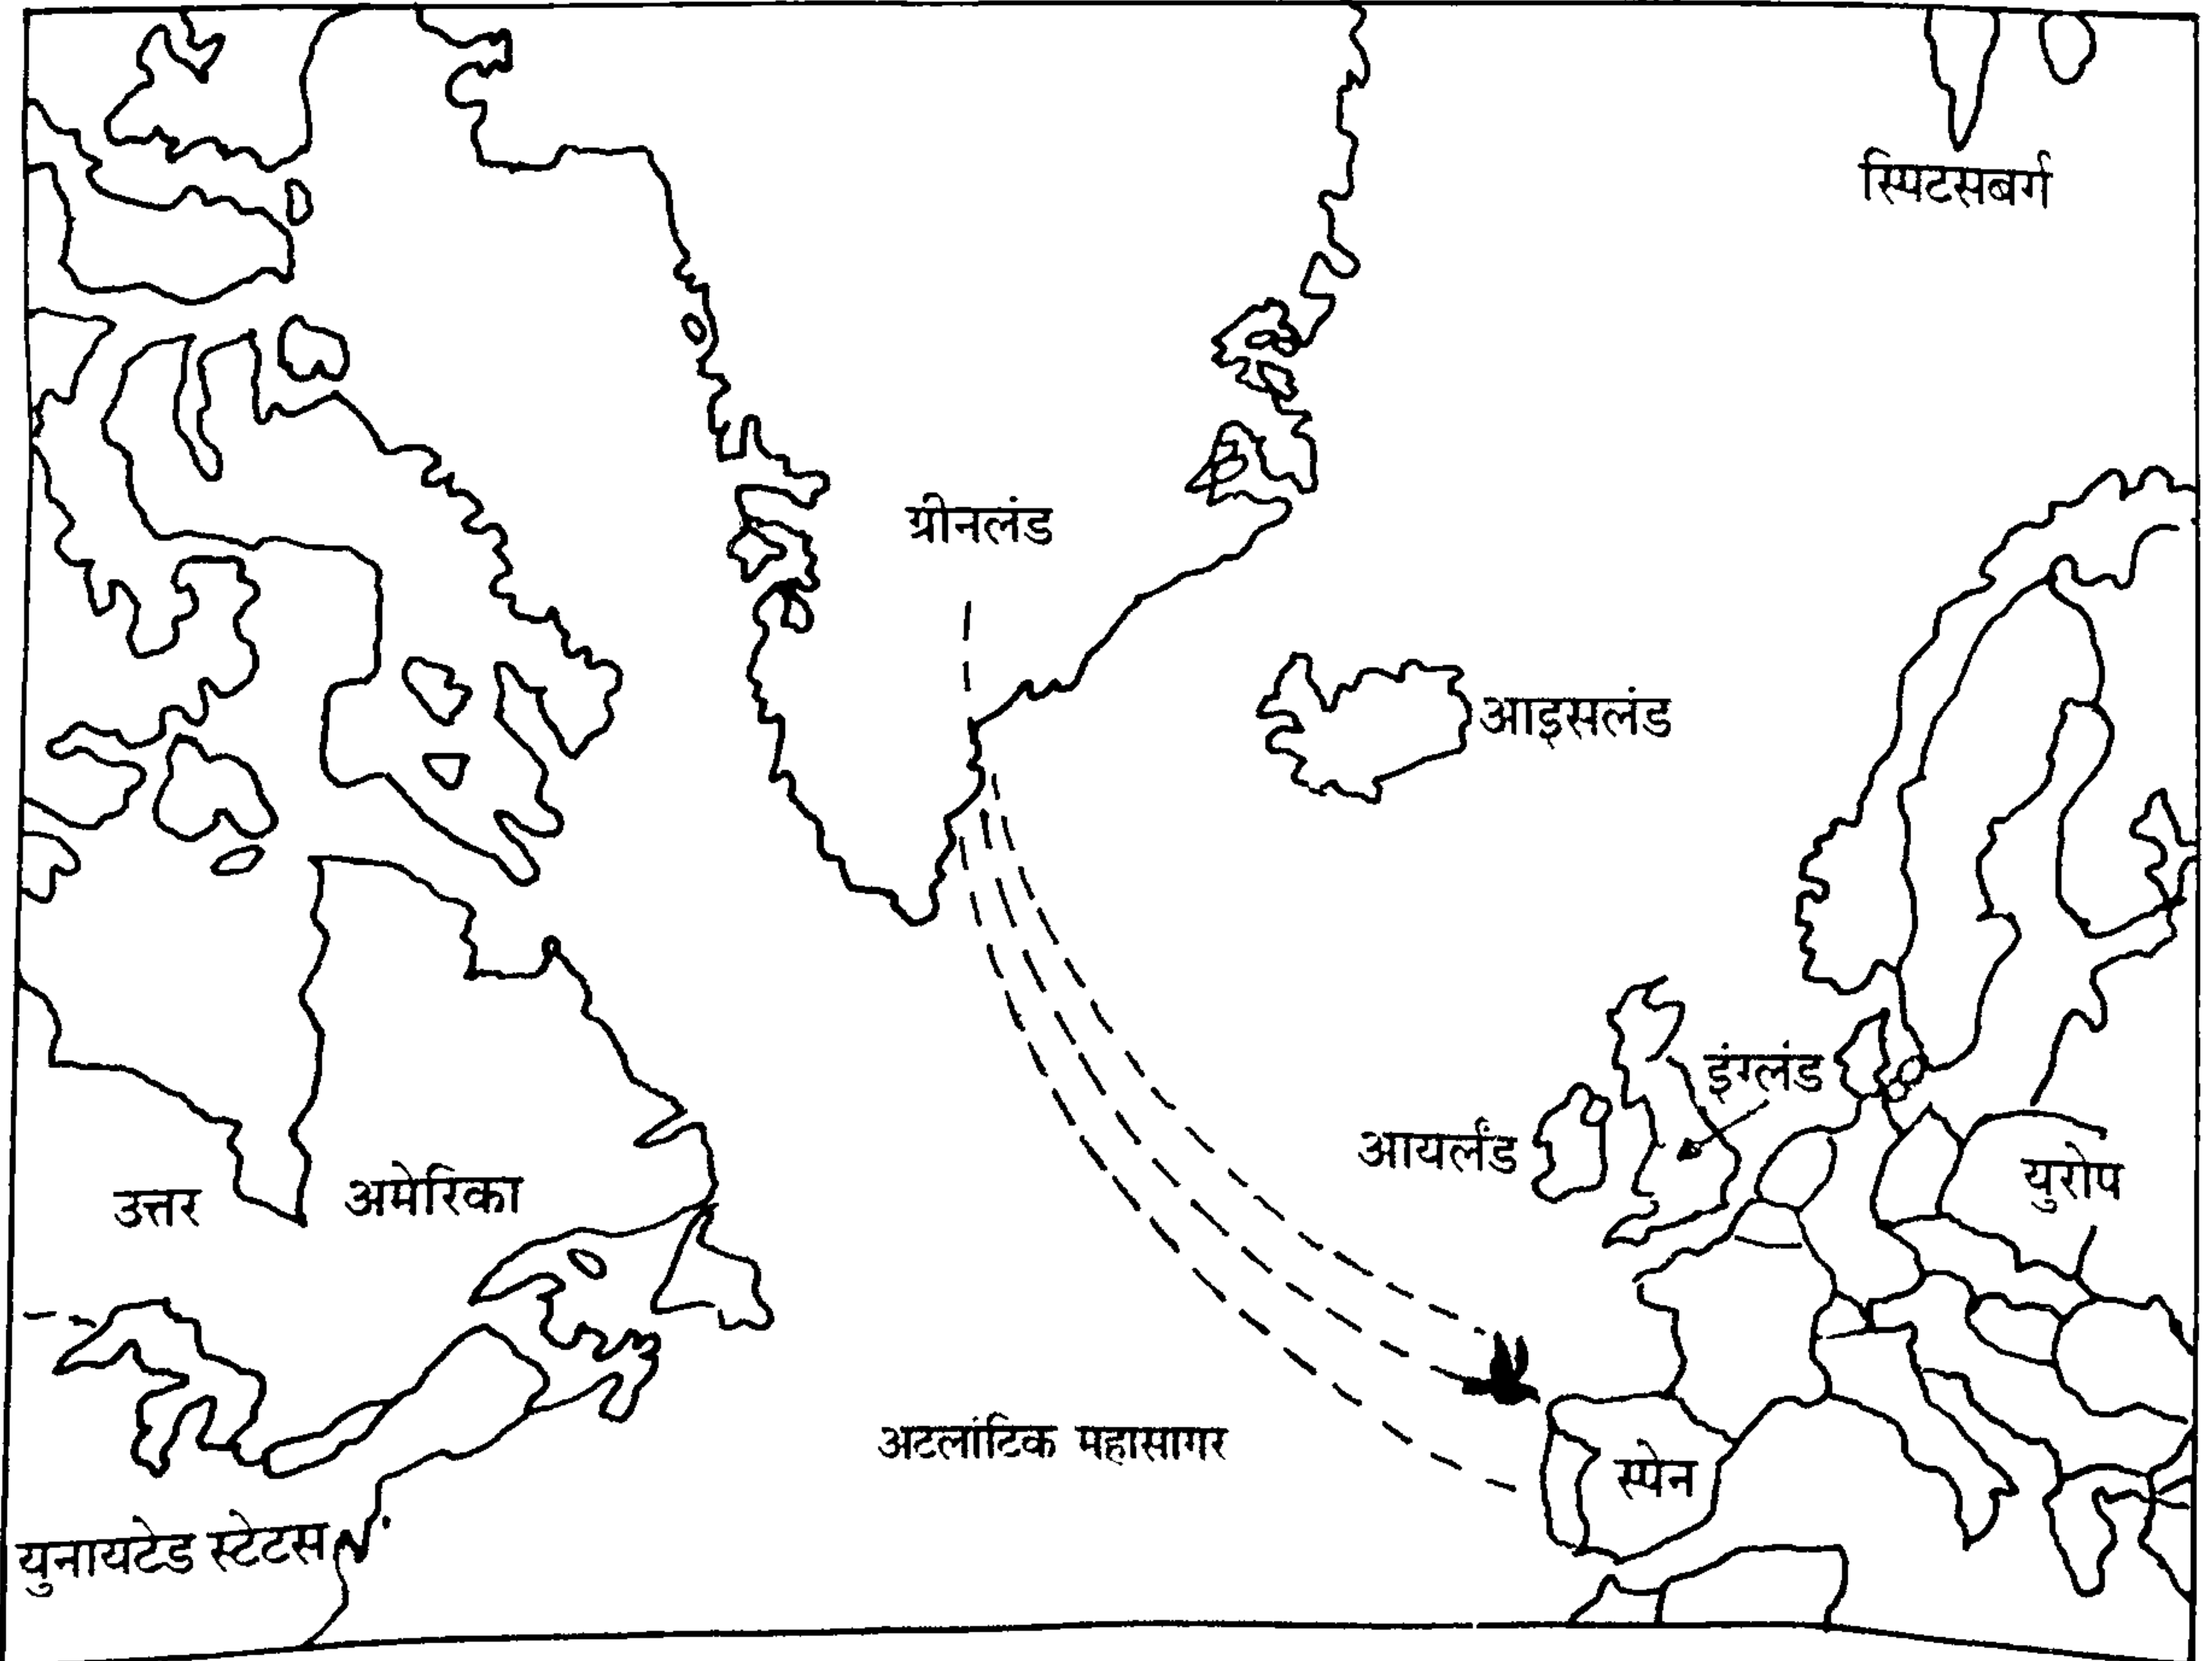 स्पिटसबर्ग
ग्रीनलंड
आइसलंड
इंग्लंड
आयर्लंड
युरोप
उत्तर अमेरिका
अटलांटिक महासागर
स्पेन
युनायटेड स्टेटस